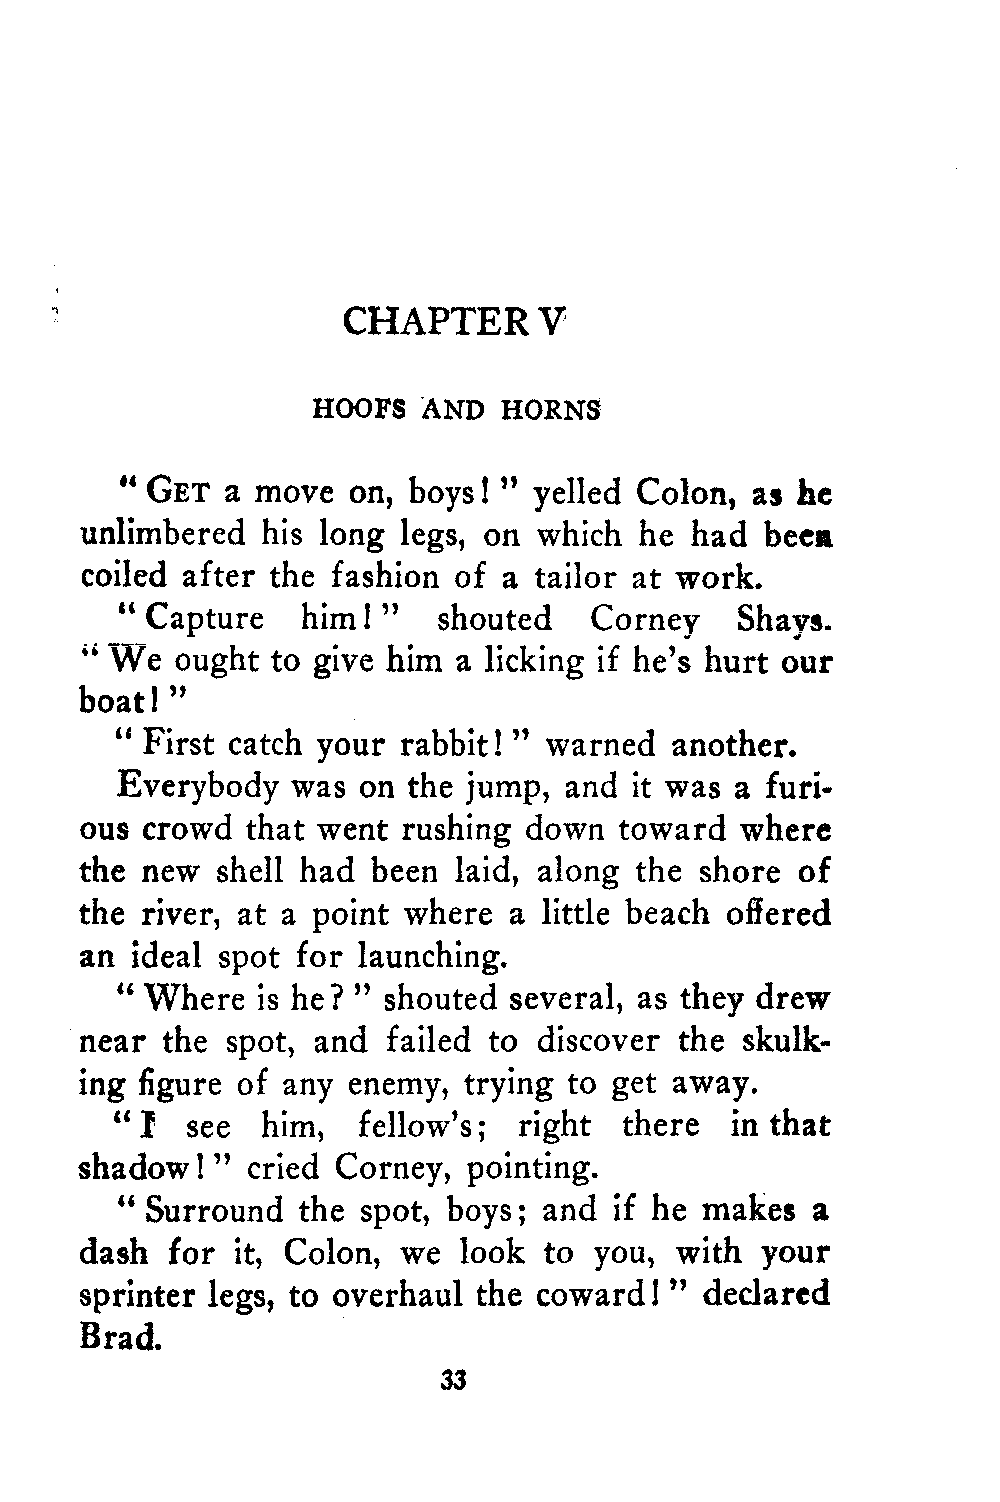 CHAPTER V
HOOFS AND HORNS
“ GET a move on, boys! ” yelled Colon, as he
unlimbered his long legs, on which he had been
coiled after the fashion of a tailor at work.
“ Capture him! ” shouted Corney Shays.
“ We ought to give him a licking if he’s hurt our
boat! ”
“ First catch your rabbit! ” warned another.
Everybody was on the jump, and it was a furi-
ous crowd that went rushing down toward where
the new shell had been laid, along the shore of
the river, at a point where a little beach offered
an ideal spot for launching.
“ Where is he? ” shouted several, as they drew
near the spot, and failed to discover the skulk-
ing figure of any enemy, trying to get away.
“ I see him, fellow’s; right there in that
shadow! ” cried Corney, pointing.
“ Surround the spot, boys; and if he makes a
dash for it, Colon, we look to you, with your
sprinter legs, to overhaul the coward! ” declared
Brad.
33